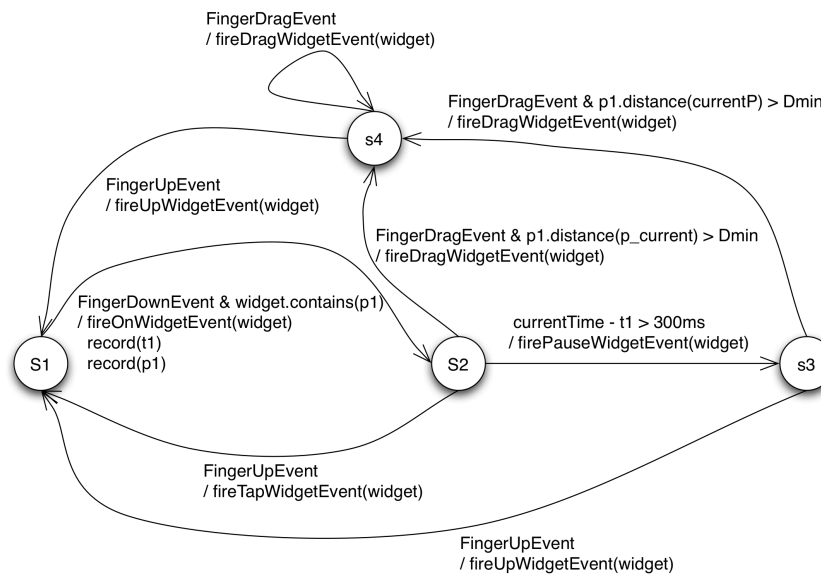 FingerDragEvent
/ fireDragWidgetEvent(widget)
FingerDragEvent & p1.distance(currentP) > Dmin
/ fireDragWidgetEvent(widget)
s4
FingerUpEvent
/ fireUpWidgetEvent(widget)
FingerDragEvent & p1.distance(p_current) > Dmin
/ fireDragWidgetEvent(widget)
FingerDownEvent & widget.contains(p1)
/ fireOnWidgetEvent(widget)
record(t1)
record(p1)
currentTime - t1 > 300ms
/ firePauseWidgetEvent(widget)
S1
S2
s3
FingerUpEvent
/ fireTapWidgetEvent(widget)
FingerUpEvent
/ fireUpWidgetEvent(widget)